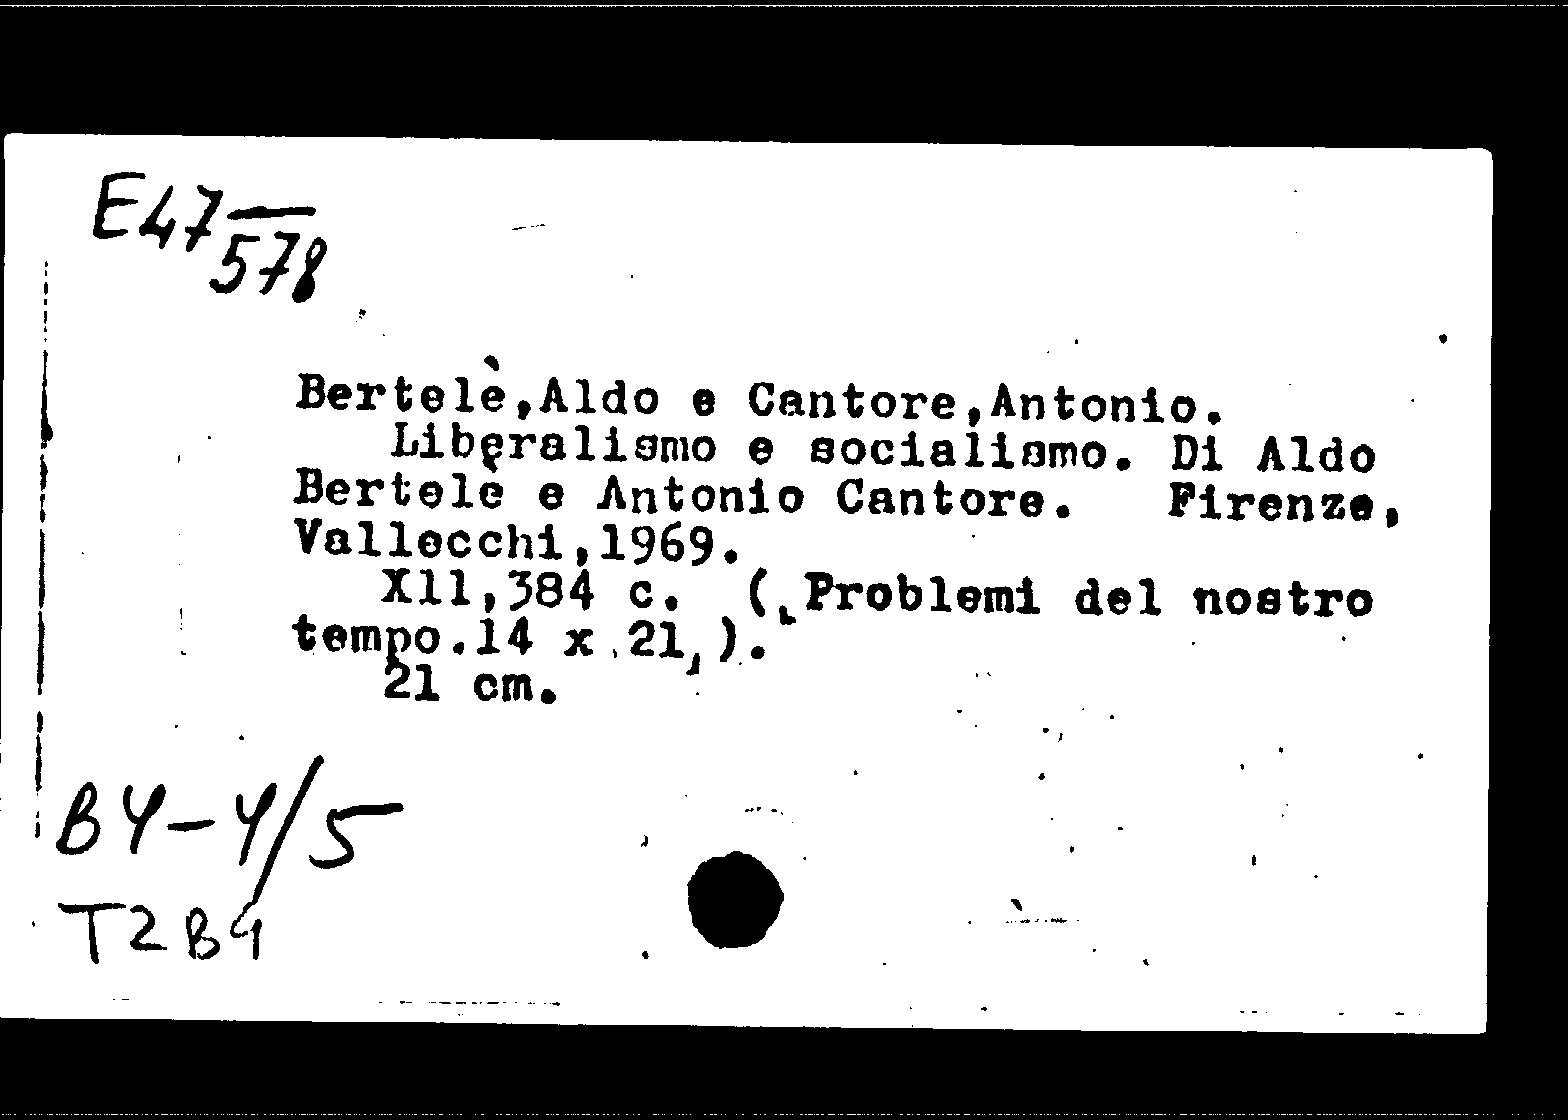 E47
578
Bertelè,Aldo e Cantore,Antonio.
Liberalismo e socialismo. Di Aldo
Bertele e Antonio Cantore. Firenze,
Vallecchi,1969.
X11,384 c. („Problemi del nostro
tempo.14 x 21").
21 cm.
B4-4/5
T2B4